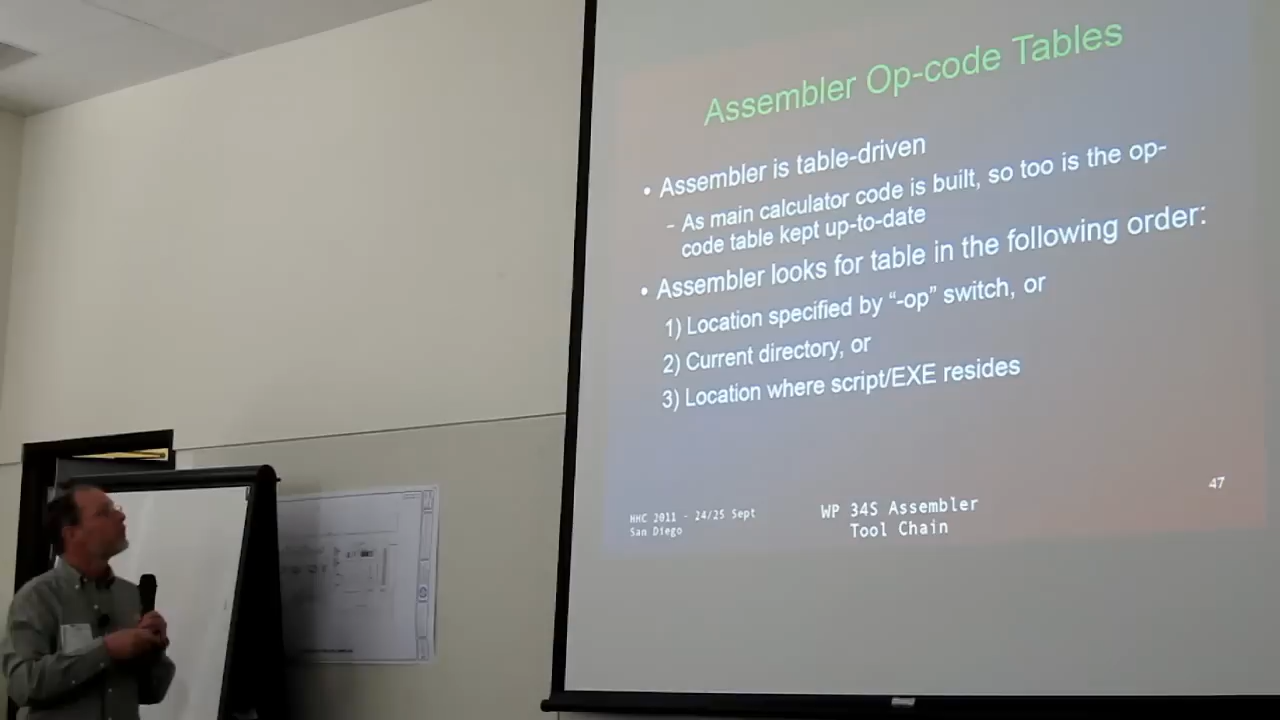 Assembler Op-code Tables
• Assembler is table-driven
– As main calculator code is built, so too is the op-
code table kept up-to-date
• Assembler looks for table in the following order:
1) Location specified by “-op” switch, or
2) Current directory, or
3) Location where script/EXE resides
47
HHC 2011 - 24/25 Sept
San Diego
WP 34S Assembler
Tool Chain